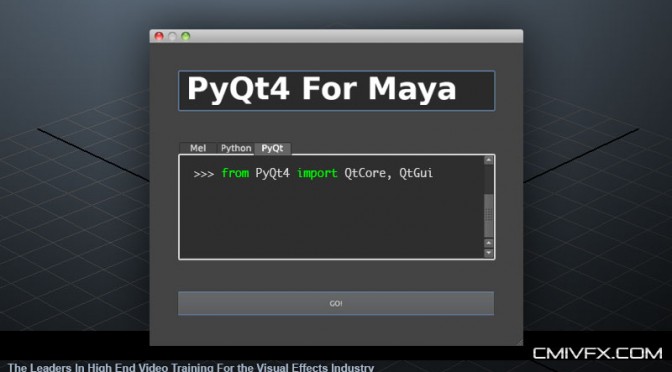 PyQt4 For Maya
Mel Python PyQt
>>> from PyQt4 import QtCore, QtGui
GO!
CMIVFX.COM
The Leaders In High End Video Training For the Visual Effects Industry